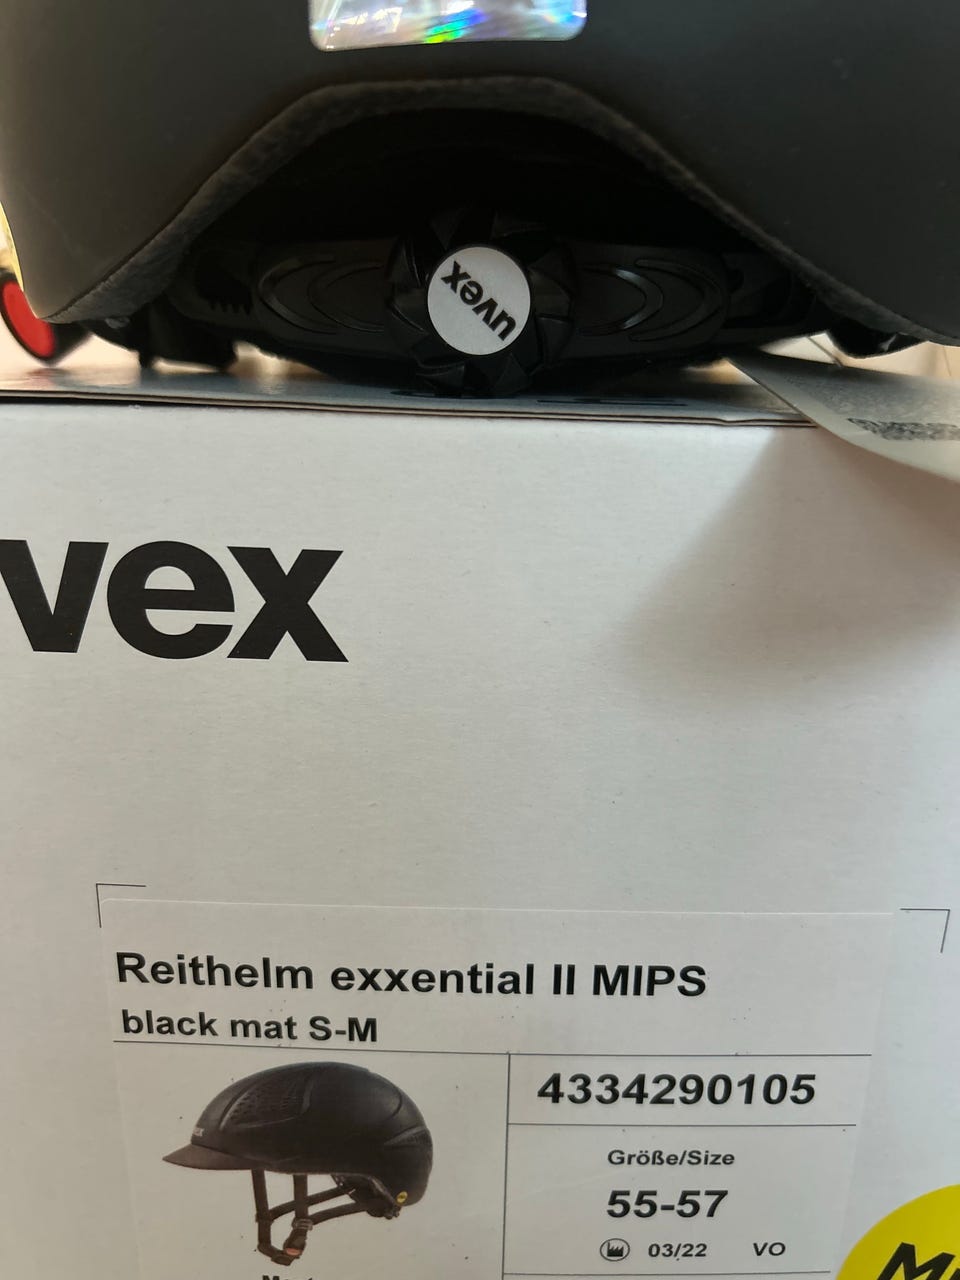 uvex
vex
Reithelm exxential II MIPS
black mat S-M
4334290105
Größe/Size
55-57
03/22 VO